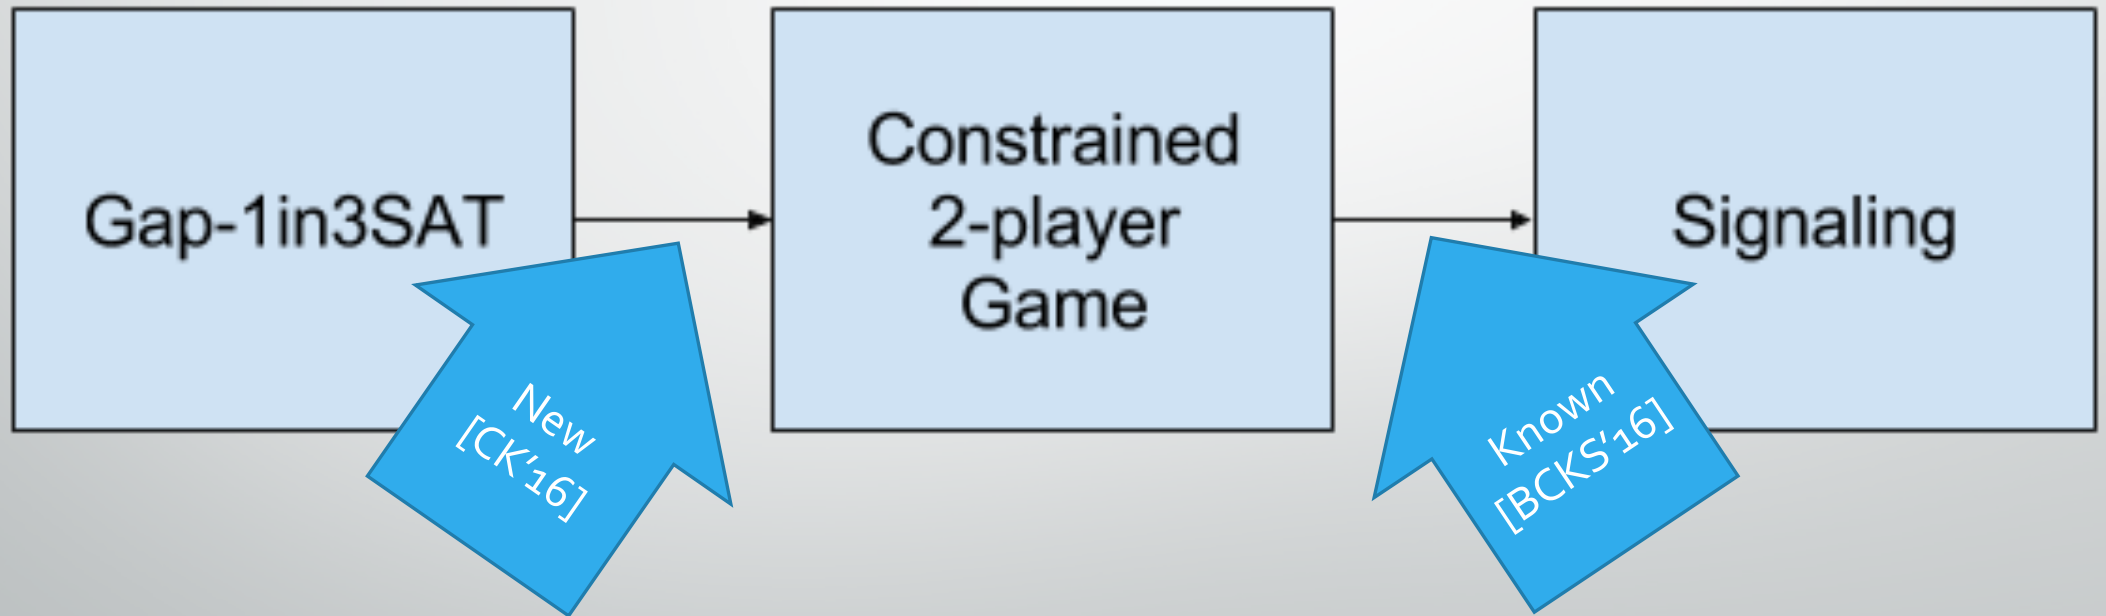 Gap-1in3SAT
Constrained
2-player
Game
Signaling
New
[CK’16]
Known
[BCKS’16]